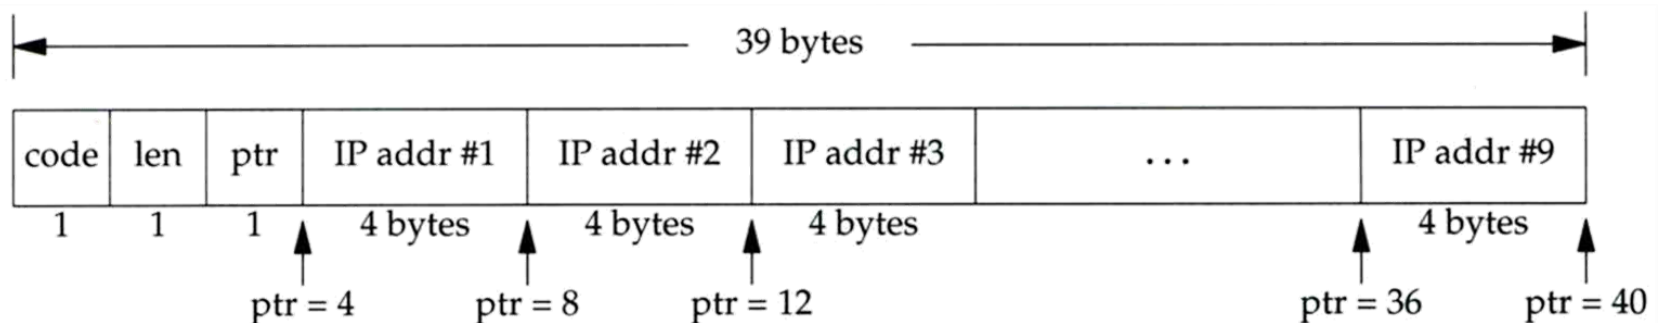 39 bytes
code len ptr IP addr #1 IP addr #2 IP addr #3 ... IP addr #9
1 1 1 4 bytes 4 bytes 4 bytes 4 bytes
ptr = 4 ptr = 8 ptr = 12 ptr = 36 ptr = 40